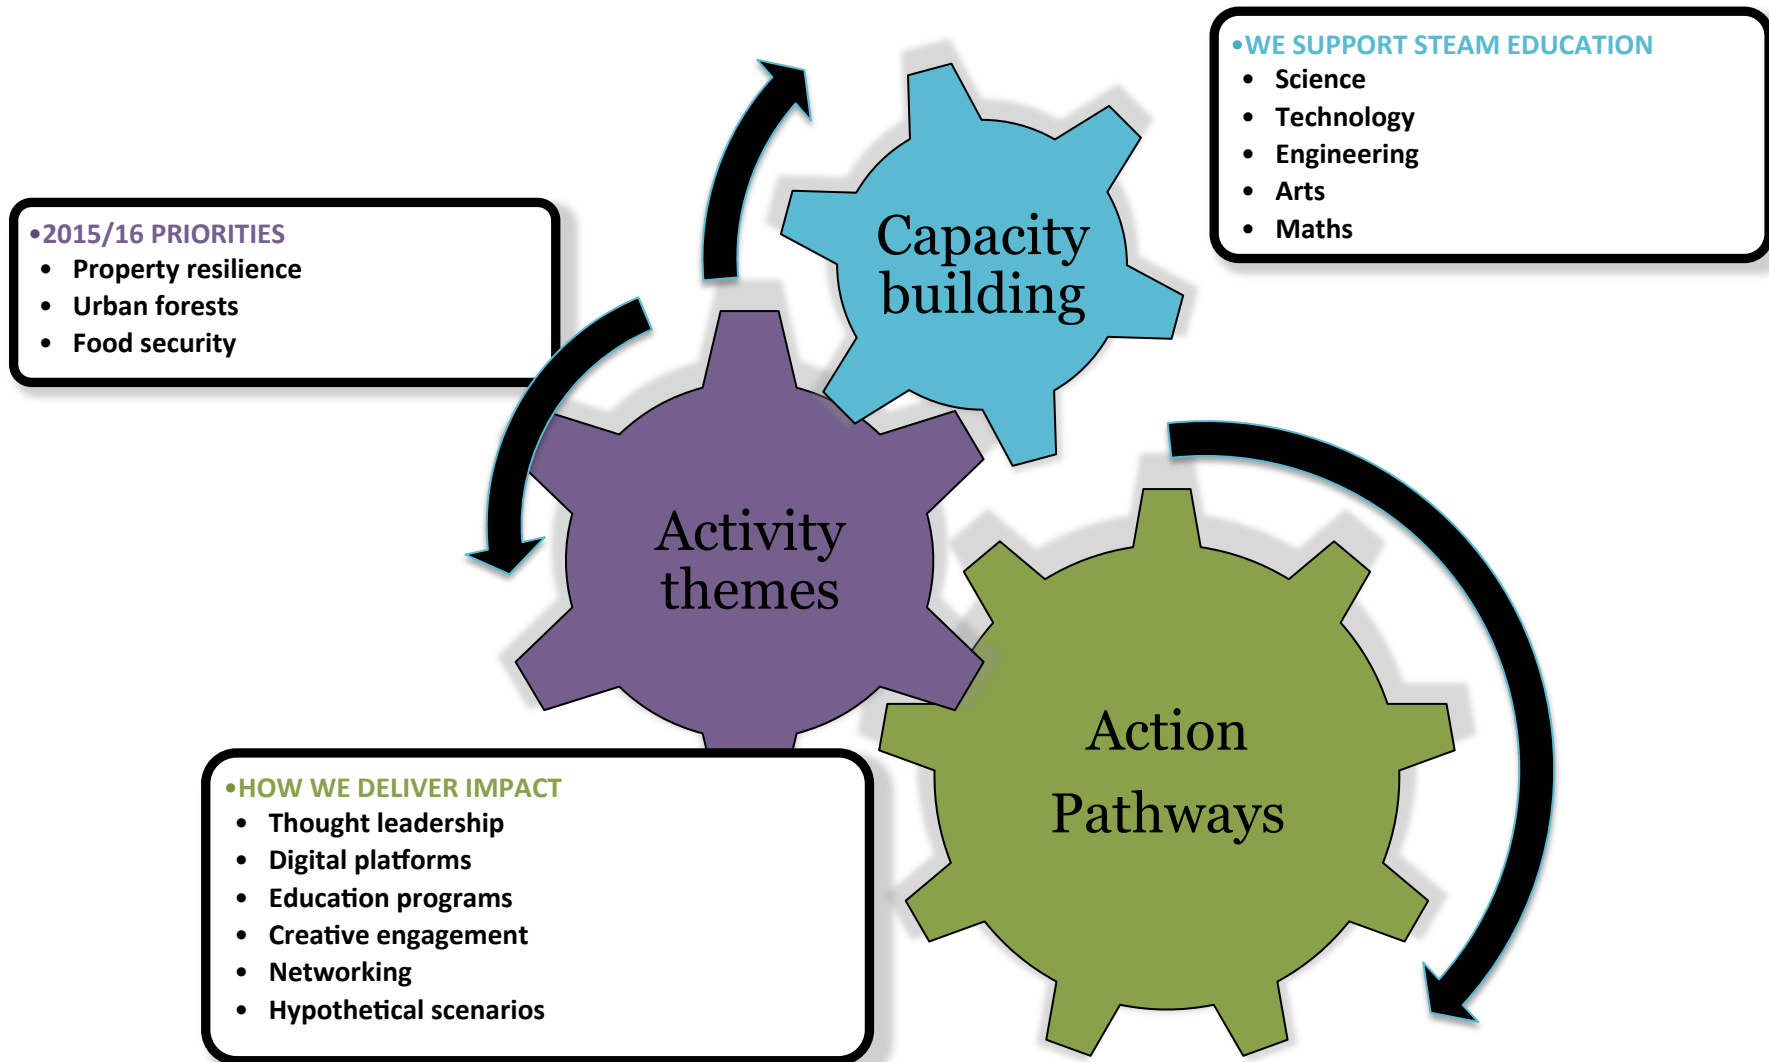 •WE SUPPORT STEAM EDUCATION
• Science
• Technology
• Engineering
• Arts
• Maths
•2015/16 PRIORITIES
• Property resilience
• Urban forests
• Food security
Capacity
building
Activity
themes
Action
Pathways
•HOW WE DELIVER IMPACT
• Thought leadership
• Digital platforms
• Education programs
• Creative engagement
• Networking
• Hypothetical scenarios